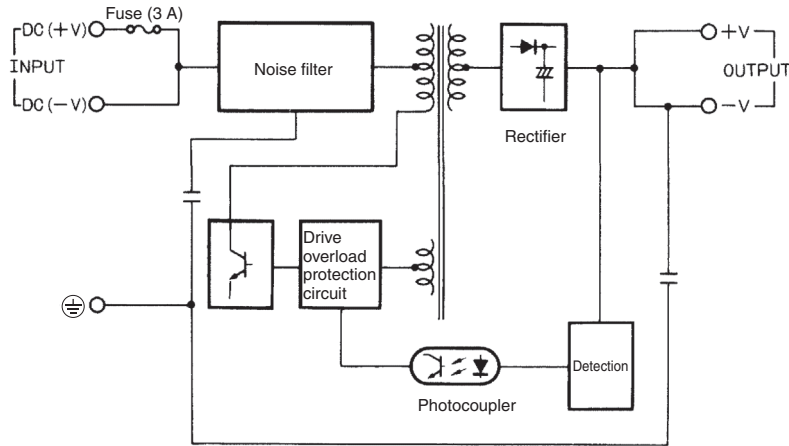 Fuse (3 A)
DC (+V)
INPUT
DC (−V)
Noise filter
Rectifier
+V
OUTPUT
−V
Drive
overload
protection
circuit
Detection
Photocoupler